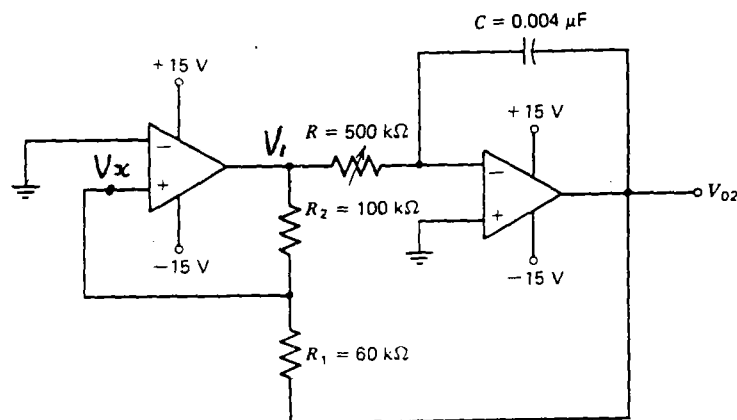 C = 0.004 μF
+15 V
+15 V
V₁
R = 500 kΩ
−
Vx
+
−
+
V₀₂
R₂ = 100 kΩ
−15 V
−15 V
R₁ = 60 kΩ